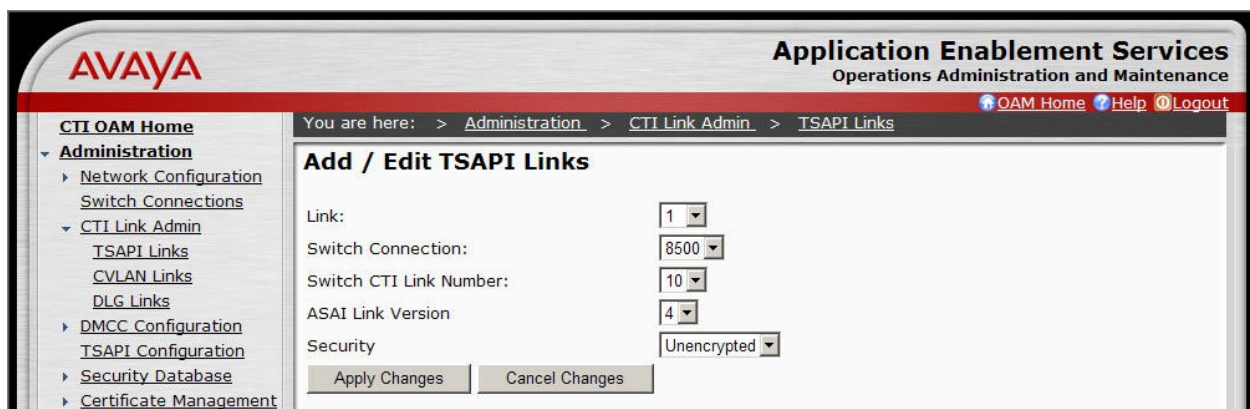 AVAYA
Application Enablement Services
Operations Administration and Maintenance
OAM Home Help Logout
CTI OAM Home
Administration
Network Configuration
Switch Connections
CTI Link Admin
TSAPI Links
CVLAN Links
DLG Links
DMCC Configuration
TSAPI Configuration
Security Database
Certificate Management
You are here: > Administration > CTI Link Admin > TSAPI Links
Add / Edit TSAPI Links
Link: 1
Switch Connection: 8500
Switch CTI Link Number: 10
ASAI Link Version 4
Security Unencrypted
Apply Changes Cancel Changes